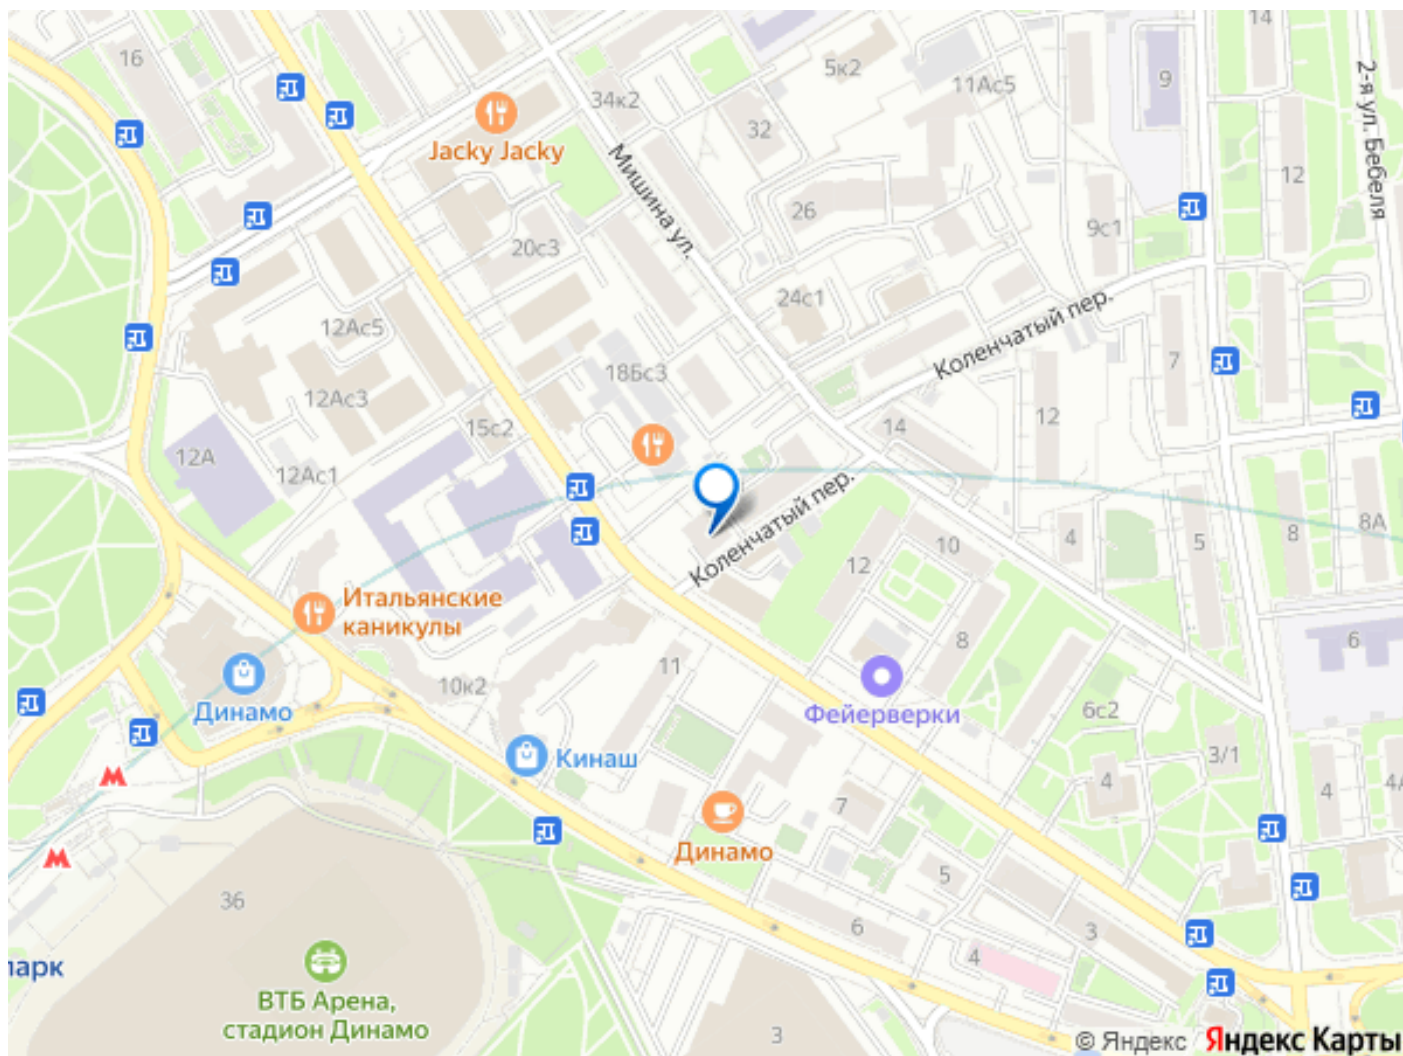 14
16
5к2
11Ас5
9
2-я ул. Бебеля
34к2
32
Jacky Jacky
12
Мишина ул.
26
9с1
20с3
24с1
12Ас5
Коленчатый пер.
18Бс3
7
12Ас3
12
15с2
14
12А
12Ас1
Коленчатый пер.
8А
8
4
5
10
12
Итальянские
каникулы
8
6
11
10к2
Динамо
Фейерверки
6с2
Кинаш
3/1
4
4
4А
7
Динамо
5
36
6
3
4
парк
ВТБ Арена,
стадион Динамо
3
© Яндекс Яндекс Карты